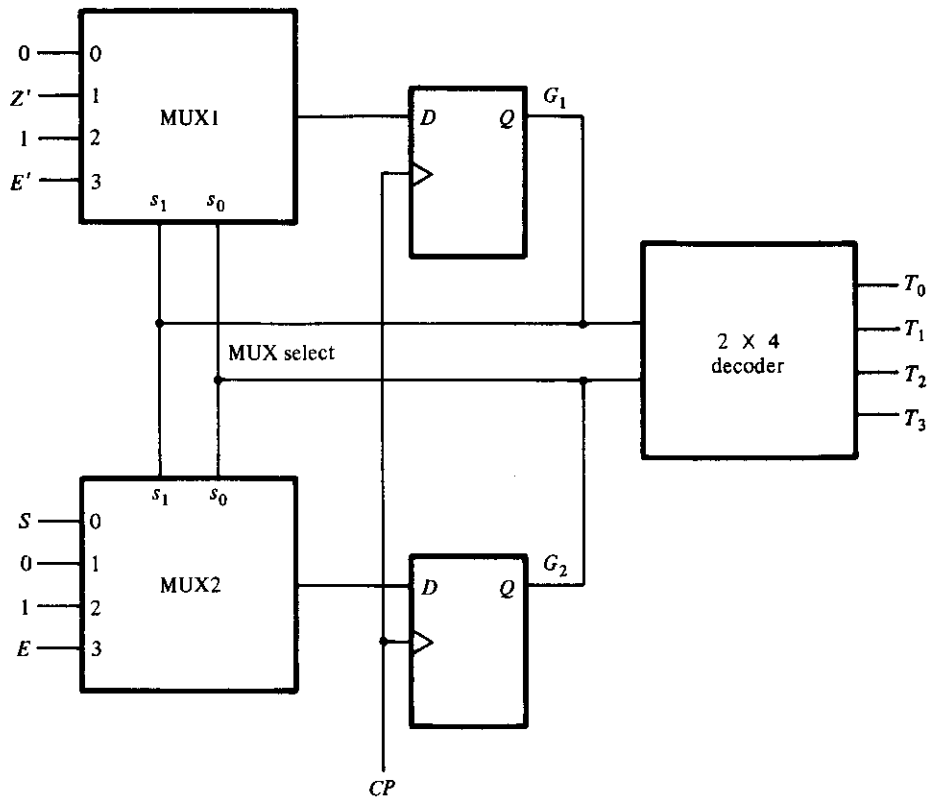 0
Z'
1
E'
0
1
2
3
MUX1
s1
s0
D
Q
G1
MUX select
2 X 4
decoder
T0
T1
T2
T3
S
0
1
E
0
1
2
3
s1
s0
MUX2
D
Q
G2
CP